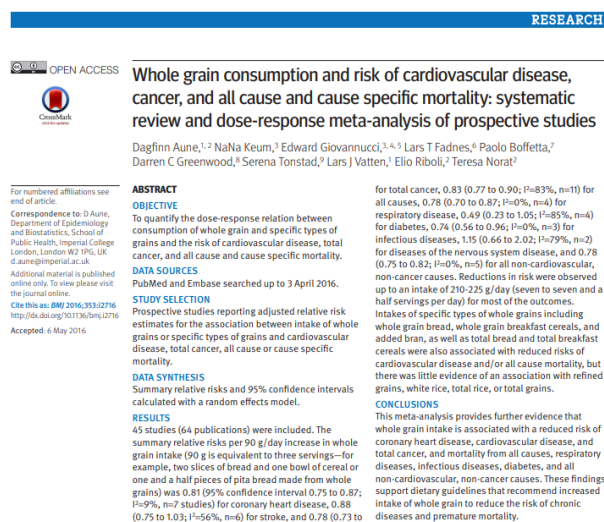 RESEARCH
OPEN ACCESS
CrossMark
Whole grain consumption and risk of cardiovascular disease,
cancer, and all cause and cause specific mortality: systematic
review and dose-response meta-analysis of prospective studies
Dagfinn Aune,1, 2 NaNa Keum,3 Edward Giovannucci,3, 4, 5 Lars T Fadnes,6 Paolo Boffetta,7
Darren C Greenwood,8 Serena Tonstad,9 Lars J Vatten,1 Elio Riboli,2 Teresa Norat2
For numbered affiliations see
end of article.
Correspondence to: D Aune,
Department of Epidemiology
and Biostatistics, School of
Public Health, Imperial College
London, London W2 1PG, UK
d.aune@imperial.ac.uk
Additional material is published
online only. To view please visit
the journal online.
Cite this as: BMJ 2016;353:i2716
http://dx.doi.org/10.1136/bmj.i2716
Accepted: 6 May 2016
ABSTRACT
OBJECTIVE
To quantify the dose-response relation between
consumption of whole grain and specific types of
grains and the risk of cardiovascular disease, total
cancer, and all cause and cause specific mortality.
DATA SOURCES
PubMed and Embase searched up to 3 April 2016.
STUDY SELECTION
Prospective studies reporting adjusted relative risk
estimates for the association between intake of whole
grains or specific types of grains and cardiovascular
disease, total cancer, all cause or cause specific
mortality.
DATA SYNTHESIS
Summary relative risks and 95% confidence intervals
calculated with a random effects model.
RESULTS
45 studies (64 publications) were included. The
summary relative risks per 90 g/day increase in whole
grain intake (90 g is equivalent to three servings—for
example, two slices of bread and one bowl of cereal or
one and a half pieces of pita bread made from whole
grains) was 0.81 (95% confidence interval 0.75 to 0.87;
I²=9%, n=7 studies) for coronary heart disease, 0.88
(0.75 to 1.03; I²=56%, n=6) for stroke, and 0.78 (0.73 to
for total cancer, 0.83 (0.77 to 0.90; I²=83%, n=11) for
all causes, 0.78 (0.70 to 0.87; I²=0%, n=4) for
respiratory disease, 0.49 (0.23 to 1.05; I²=85%, n=4)
for diabetes, 0.74 (0.56 to 0.96; I²=0%, n=3) for
infectious diseases, 1.15 (0.66 to 2.02; I²=79%, n=2)
for diseases of the nervous system disease, and 0.78
(0.75 to 0.82; I²=0%, n=5) for all non-cardiovascular,
non-cancer causes. Reductions in risk were observed
up to an intake of 210-225 g/day (seven to seven and a
half servings per day) for most of the outcomes.
Intakes of specific types of whole grains including
whole grain bread, whole grain breakfast cereals, and
added bran, as well as total bread and total breakfast
cereals were also associated with reduced risks of
cardiovascular disease and/or all cause mortality, but
there was little evidence of an association with refined
grains, white rice, total rice, or total grains.
CONCLUSIONS
This meta-analysis provides further evidence that
whole grain intake is associated with a reduced risk of
coronary heart disease, cardiovascular disease, and
total cancer, and mortality from all causes, respiratory
diseases, infectious diseases, diabetes, and all
non-cardiovascular, non-cancer causes. These findings
support dietary guidelines that recommend increased
intake of whole grain to reduce the risk of chronic
diseases and premature mortality.